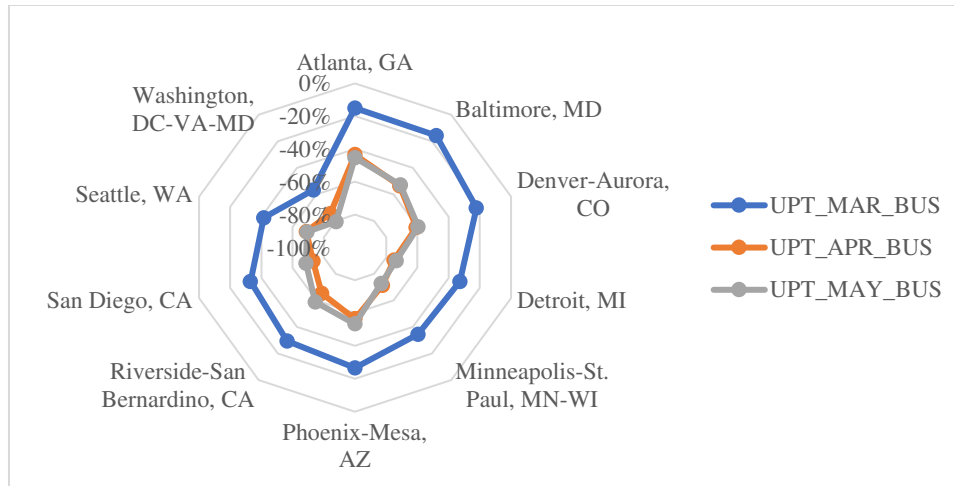 Atlanta, GA
0%
Washington,
DC-VA-MD
-20%
Baltimore, MD
-40%
Seattle, WA
-60%
Denver-Aurora,
CO
-80%
-100%
UPT_MAR_BUS
UPT_APR_BUS
UPT_MAY_BUS
San Diego, CA
Detroit, MI
Riverside-San
Bernardino, CA
Minneapolis-St.
Paul, MN-WI
Phoenix-Mesa,
AZ